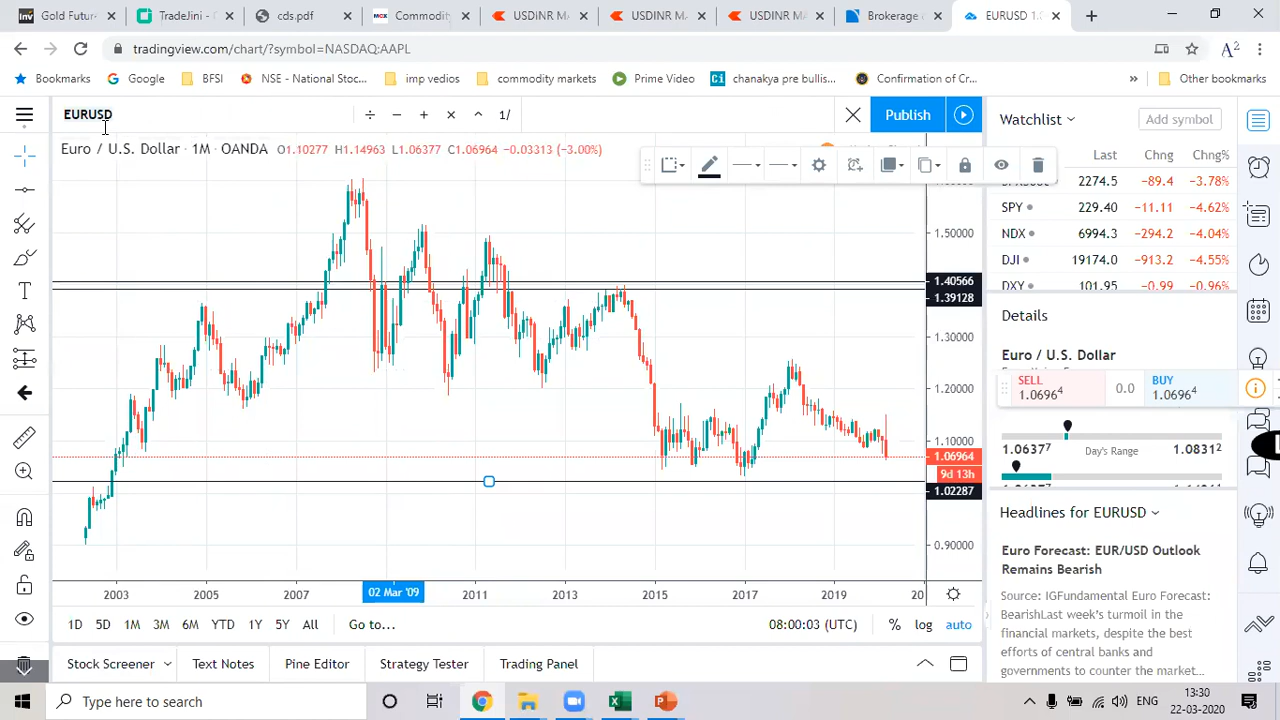 Gold Futur
TradeJini - C
cds.pdf
Commodity
USDINR MA
USDINR MA
USDINR MA
Brokerage
EURUSD 1.0
tradingview.com/chart/?symbol=NASDAQ:AAPL
Bookmarks
Google
BFSI
NSE - National Stoc...
imp vedios
commodity markets
Prime Video
chanakya pre bullis...
Confirmation of Cr...
Other bookmarks
EURUSD
1/
Publish
Watchlist
Add symbol
Euro / U.S. Dollar · 1M · OANDA O1.10277 H1.14963 L1.06377 C1.06964 −0.03313 (−3.00%)
Last Chng Chng%
2274.5 −89.4 −3.78%
SPY 229.40 −11.11 −4.62%
NDX 6994.3 −294.2 −4.04%
DJI 19174.0 −913.2 −4.55%
DXY 101.95 −0.99 −0.96%
1.50000
1.40566
1.39128
1.30000
1.20000
1.10000
1.06964
9d 13h
1.02287
0.90000
Details
Euro / U.S. Dollar
SELL
1.06964
0.0
BUY
1.06964
1.06377
Day's Range
1.08312
Headlines for EURUSD
Euro Forecast: EUR/USD Outlook
Remains Bearish
Source: IGFundamental Euro Forecast:
BearishLast week's turmoil in the
financial markets, despite the best
efforts of central banks and
governments to counter the market...
2003 2005 2007 02 Mar '09 2011 2013 2015 2017 2019 20
1D 5D 1M 3M 6M YTD 1Y 5Y All Go to...
08:00:03 (UTC) % log auto
Stock Screener
Text Notes
Pine Editor
Strategy Tester
Trading Panel
Type here to search
13:30
22-03-2020